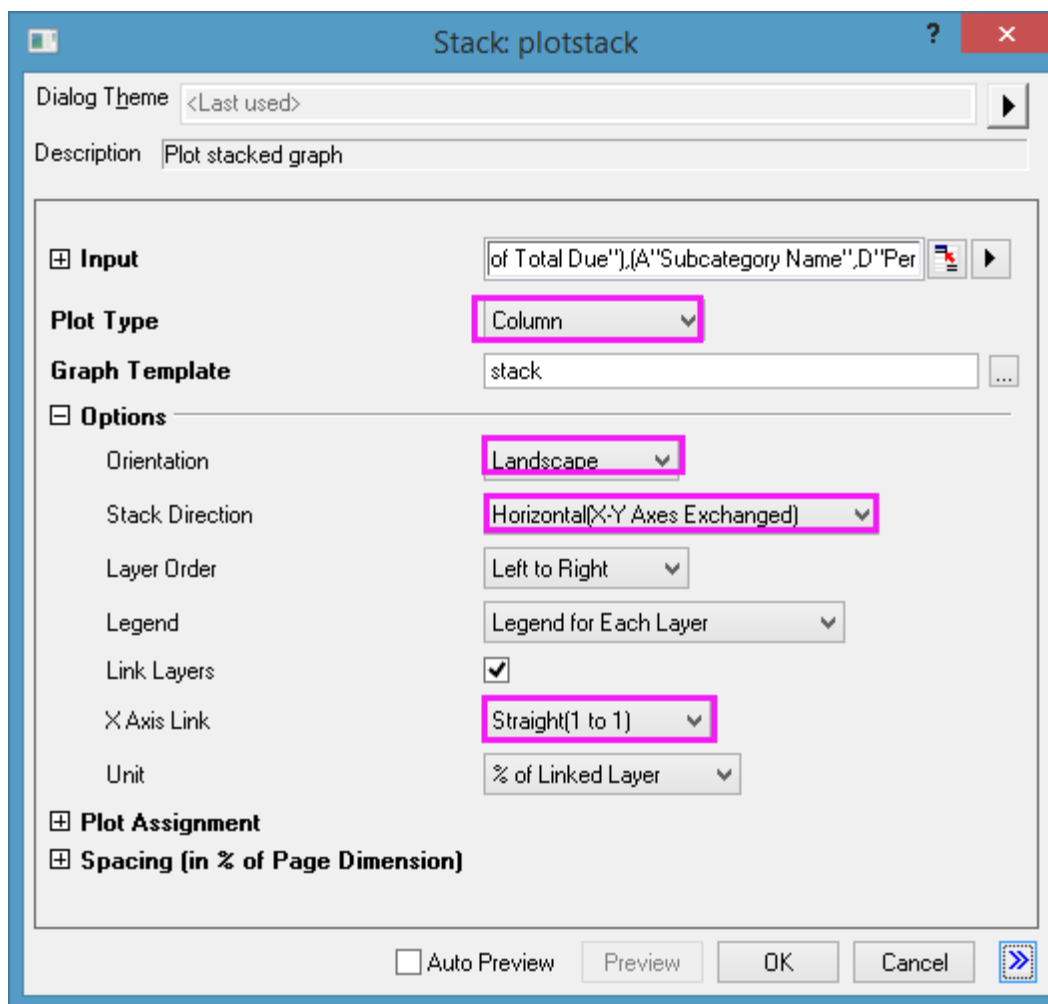 Stack: plotstack ?
Dialog Theme <Last used>
Description Plot stacked graph
Input of Total Due"),(A"Subcategory Name",D"Per
Plot Type Column
Graph Template stack ...
Options
Orientation Landscape
Stack Direction Horizontal(X-Y Axes Exchanged)
Layer Order Left to Right
Legend Legend for Each Layer
Link Layers
X Axis Link Straight(1 to 1)
Unit % of Linked Layer
Plot Assignment
Spacing (in % of Page Dimension)
Auto Preview Preview OK Cancel